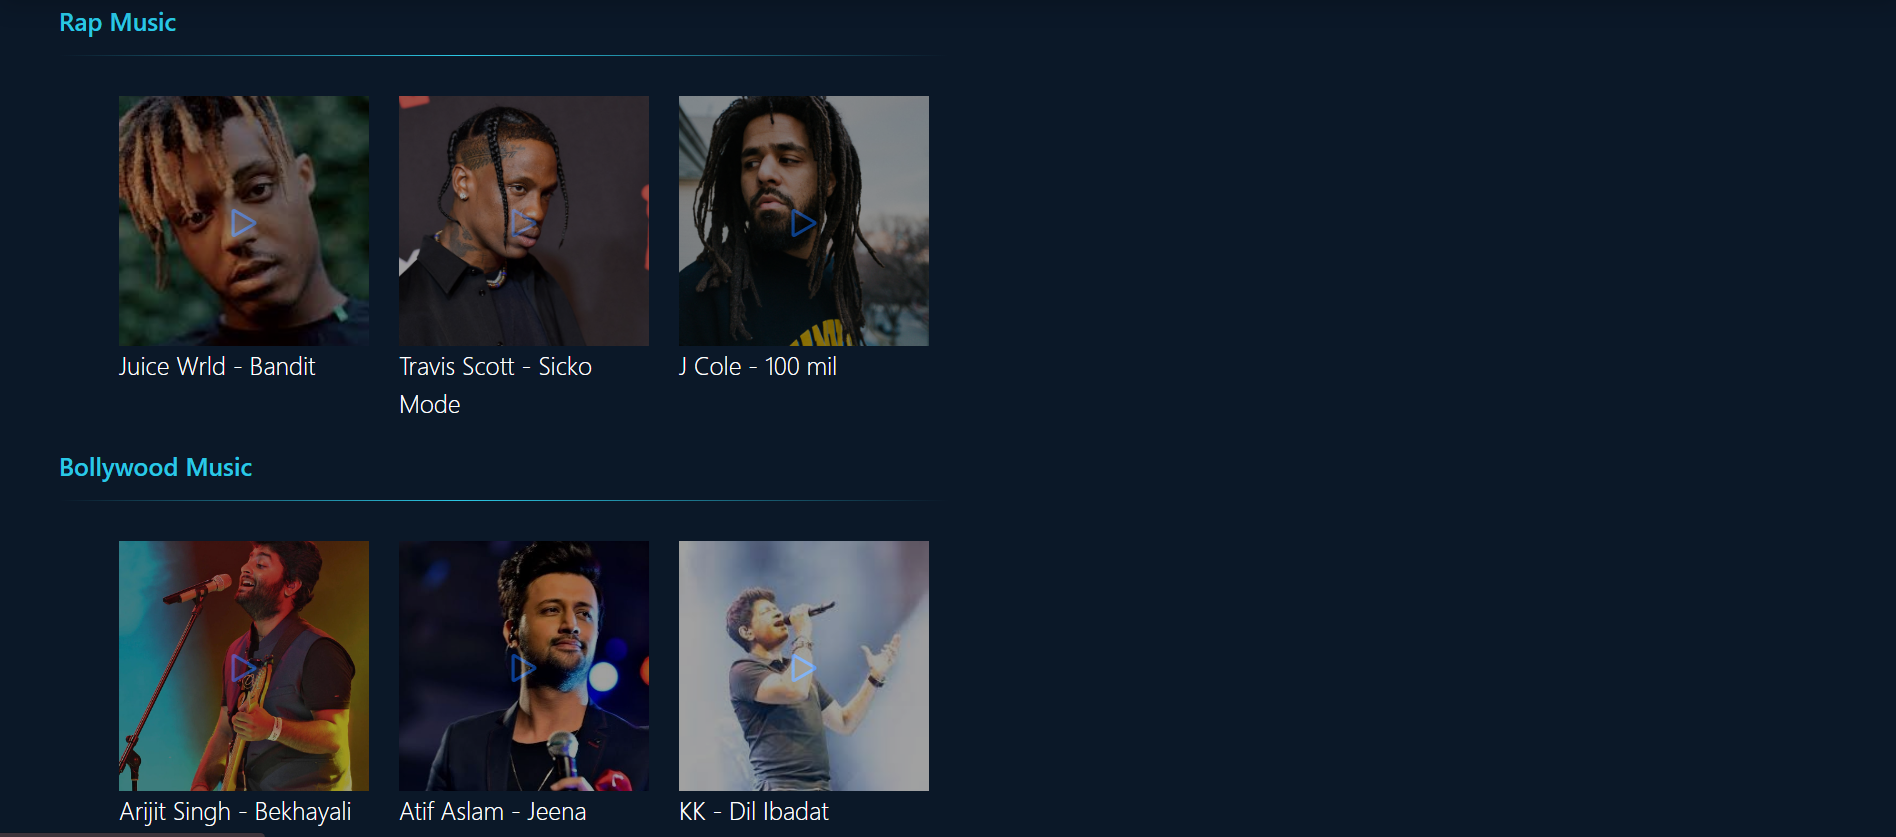 Rap Music
Juice Wrld - Bandit
Travis Scott - Sicko
Mode
J Cole - 100 mil
Bollywood Music
Arijit Singh - Bekhayali
Atif Aslam - Jeena
KK - Dil Ibadat